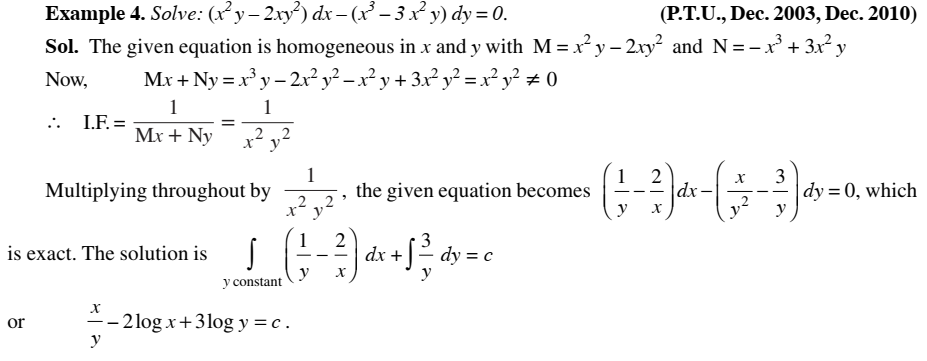 Example 4. Solve: (x² y – 2xy²) dx – (x³ – 3 x² y) dy = 0. (P.T.U., Dec. 2003, Dec. 2010)
Sol. The given equation is homogeneous in x and y with M = x² y – 2xy² and N = – x³ + 3x² y
Now, Mx + Ny = x³ y – 2x² y² – x² y + 3x² y² = x² y² ≠ 0
∴ I.F. = 1/(Mx + Ny) = 1/(x² y²)
Multiplying throughout by 1/(x² y²), the given equation becomes (1/y – 2/x) dx – (x/y² – 3/y) dy = 0, which
is exact. The solution is ∫_{y constant} (1/y – 2/x) dx + ∫ 3/y dy = c
or x/y – 2 log x + 3 log y = c .